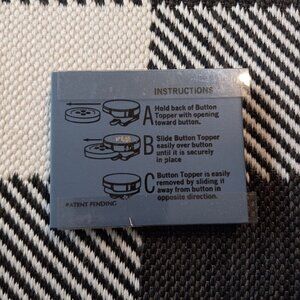 INSTRUCTIONS
A Hold back of Button
Topper with opening
toward button.
B Slide Button Topper
easily over button
until it is securely
in place
C Button Topper is easily
removed by sliding it
away from button in
opposite direction.
PATENT PENDING